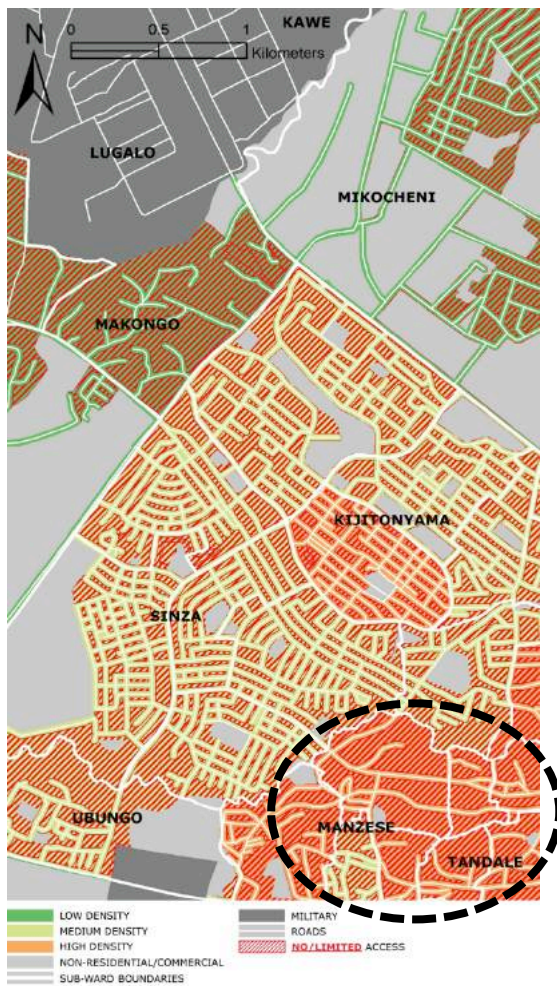 KAWE
N
0 0.5 1
Kilometers
LUGALO
MIKOCHENI
MAKONGO
KIJITONYAMA
SINZA
UBUNGO
MANZESE
TANDALE
LOW DENSITY
MEDIUM DENSITY
HIGH DENSITY
NON-RESIDENTIAL/COMMERCIAL
SUB-WARD BOUNDARIES
MILITARY
ROADS
NO/LIMITED ACCESS